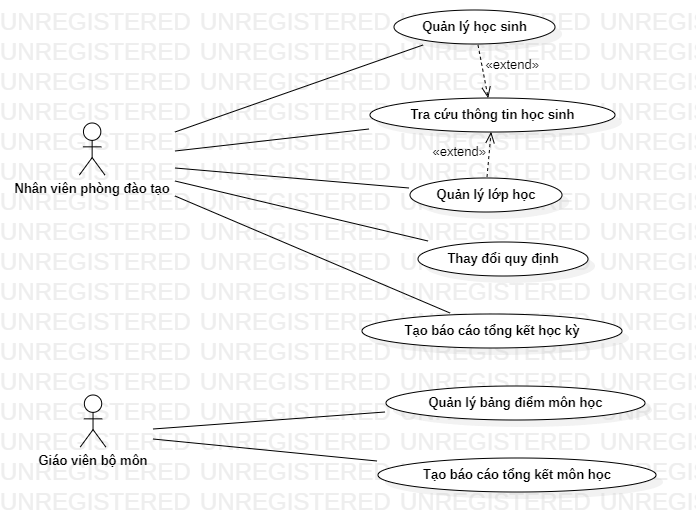 Quản lý học sinh
«extend»
Tra cứu thông tin học sinh
«extend»
Nhân viên phòng đào tạo
Quản lý lớp học
Thay đổi quy định
Tạo báo cáo tổng kết học kỳ
Quản lý bảng điểm môn học
Giáo viên bộ môn
Tạo báo cáo tổng kết môn học
UNREGISTERED